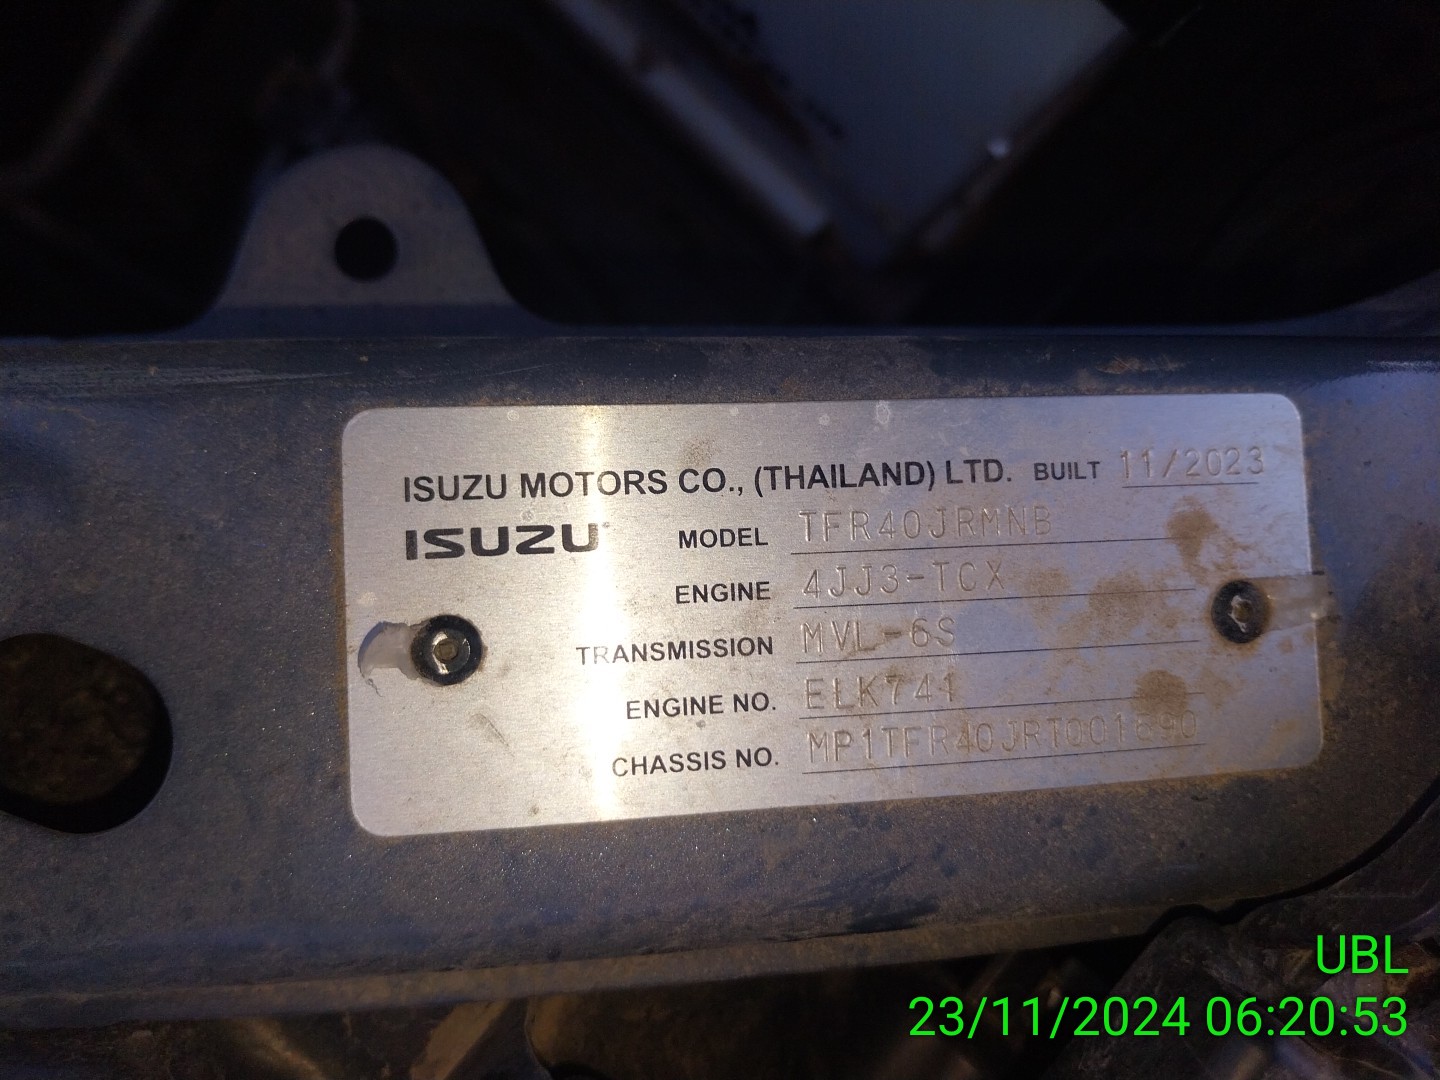 ISUZU MOTORS CO., (THAILAND) LTD. BUILT 11/2023
ISUZU MODEL TFR40JRMNB
ENGINE 4JJ3-TCX
TRANSMISSION MVL-6S
ENGINE NO. ELK741
CHASSIS NO. MP1TFR40JRT001690
UBL
23/11/2024 06:20:53